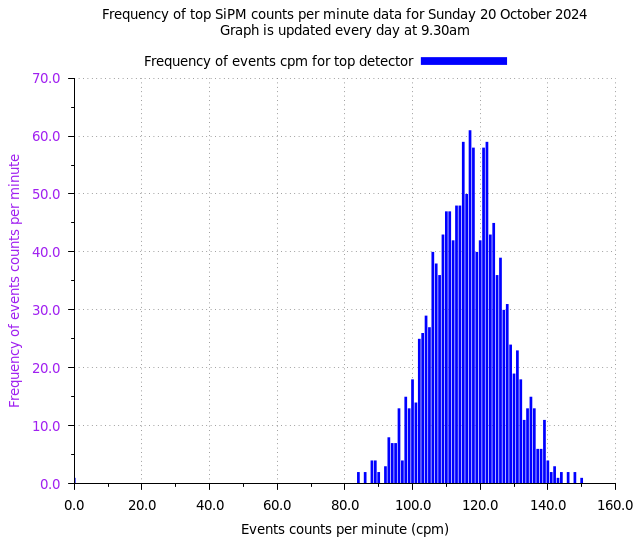 Frequency of top SiPM counts per minute data for Sunday 20 October 2024
Graph is updated every day at 9.30am
Frequency of events cpm for top detector
70.0
60.0
50.0
40.0
30.0
20.0
10.0
0.0
Frequency of events counts per minute
0.0 20.0 40.0 60.0 80.0 100.0 120.0 140.0 160.0
Events counts per minute (cpm)